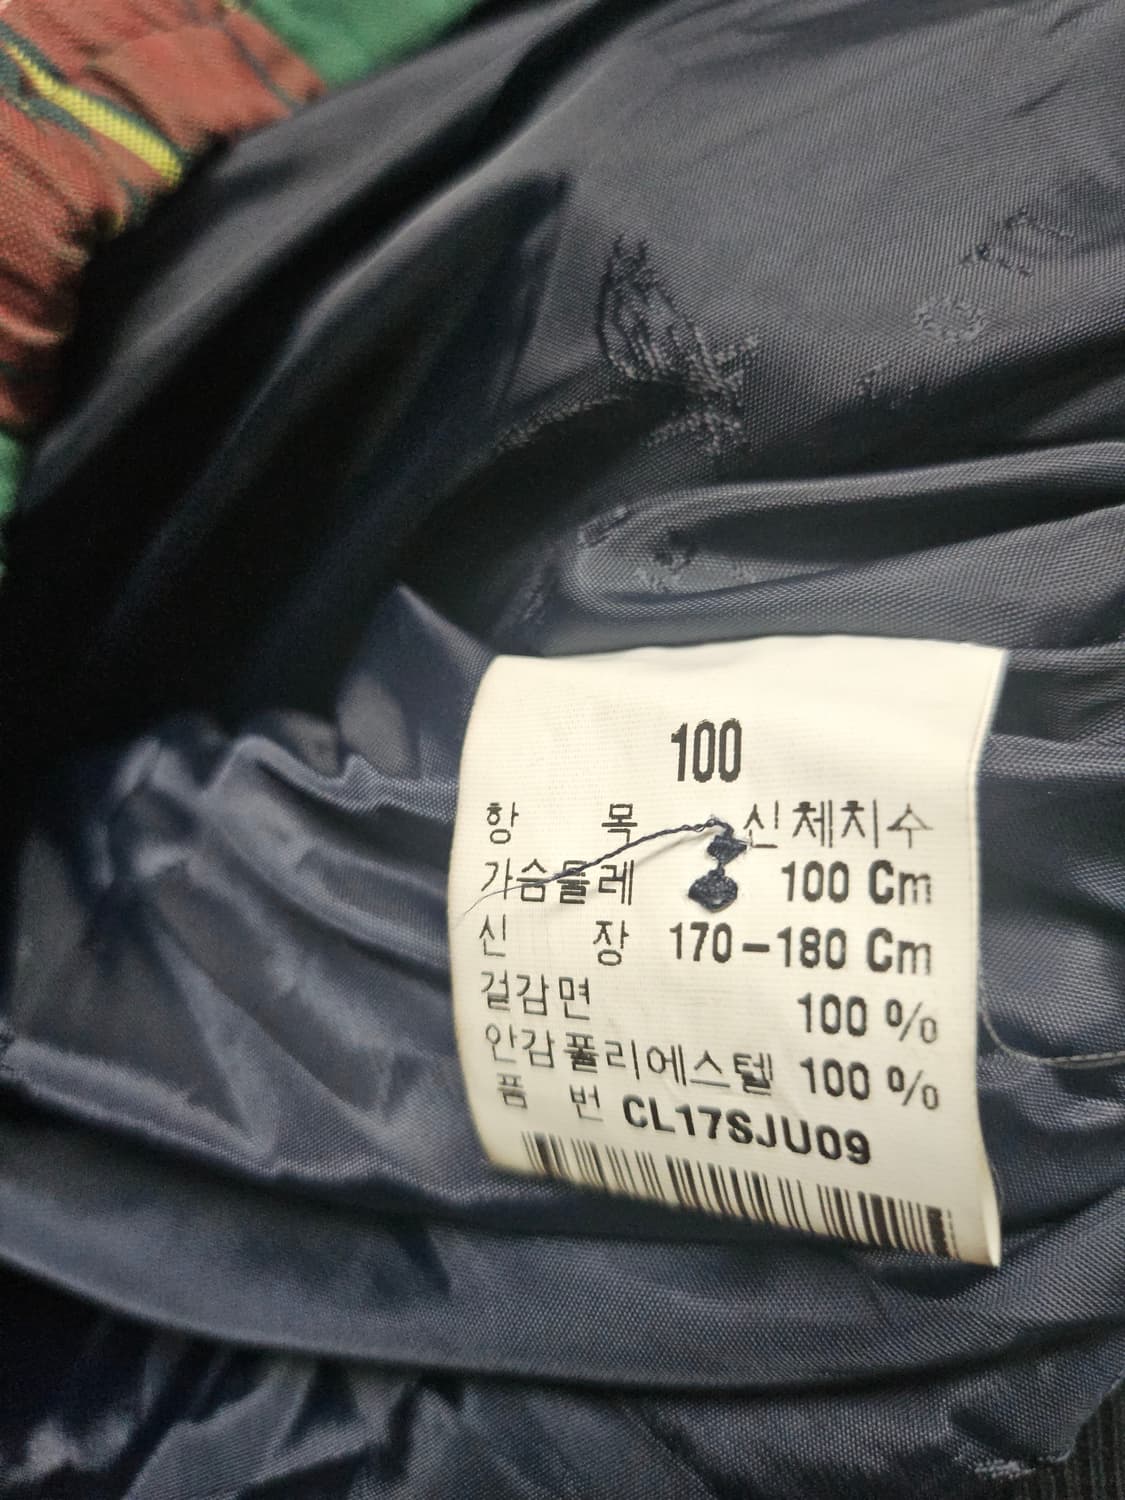 100
항 목 신체치수
가슴둘레 100 Cm
신 장 170-180 Cm
겉감면 100 %
안감폴리에스텔 100 %
품 번 CL17SJU09